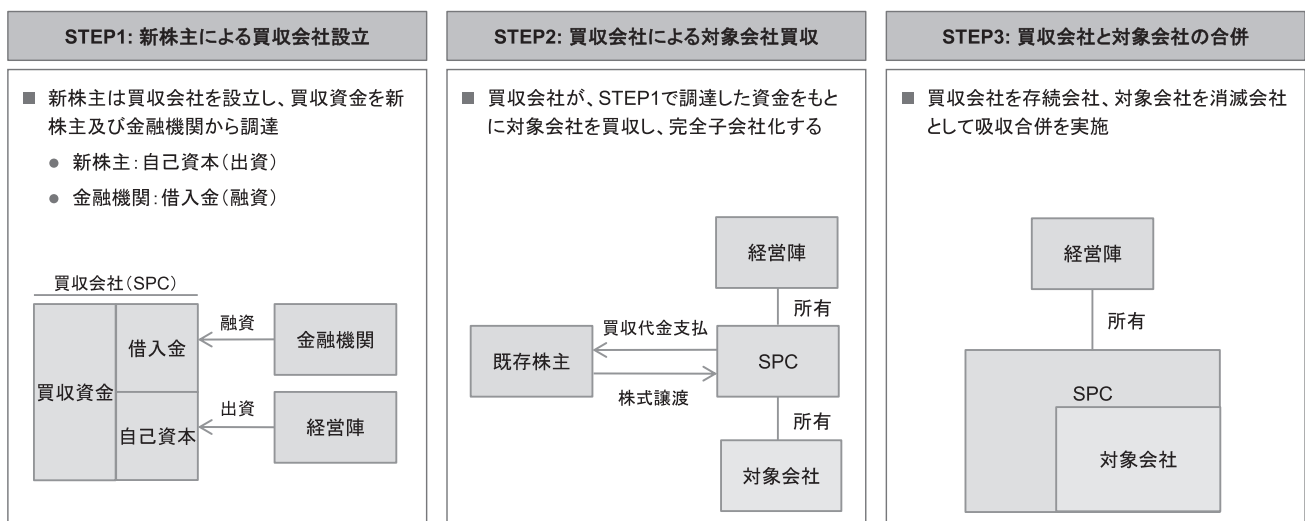 STEP1: 新株主による買収会社設立
■ 新株主は買収会社を設立し、買収資金を新
株主及び金融機関から調達
● 新株主：自己資本（出資）
● 金融機関：借入金（融資）
買収会社（SPC）
買収資金
借入金
自己資本
融資
金融機関
出資
経営陣
STEP2: 買収会社による対象会社買収
■ 買収会社が、STEP1で調達した資金をもと
に対象会社を買収し、完全子会社化する
経営陣
所有
既存株主
買収代金支払
株式譲渡
SPC
所有
対象会社
STEP3: 買収会社と対象会社の合併
■ 買収会社を存続会社、対象会社を消滅会社
として吸収合併を実施
経営陣
所有
SPC
対象会社